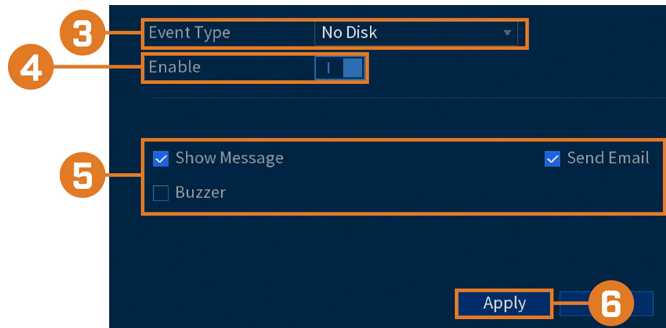 3 Event Type No Disk
4 Enable
5 Show Message Send Email
Buzzer
Apply 6